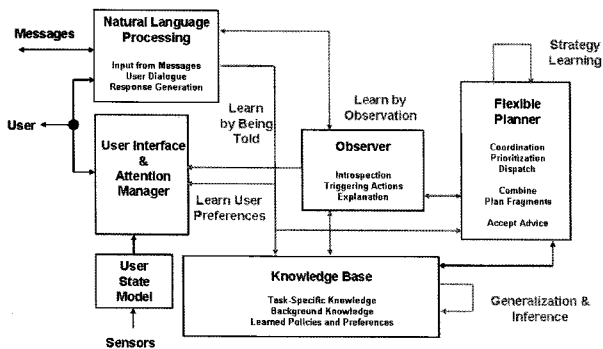 Messages
Natural Language
Processing
Input from Messages
User Dialogue
Response Generation
Strategy
Learning
Learn
by Being
Told
Learn by
Observation
Flexible
Planner
Coordination
Prioritization
Dispatch
Combine
Plan Fragments
Accept Advice
User
User Interface
&
Attention
Manager
Observer
Introspection
Triggering Actions
Explanation
Learn User
Preferences
User
State
Model
Sensors
Knowledge Base
Task-Specific Knowledge
Background Knowledge
Learned Policies and Preferences
Generalization &
Inference